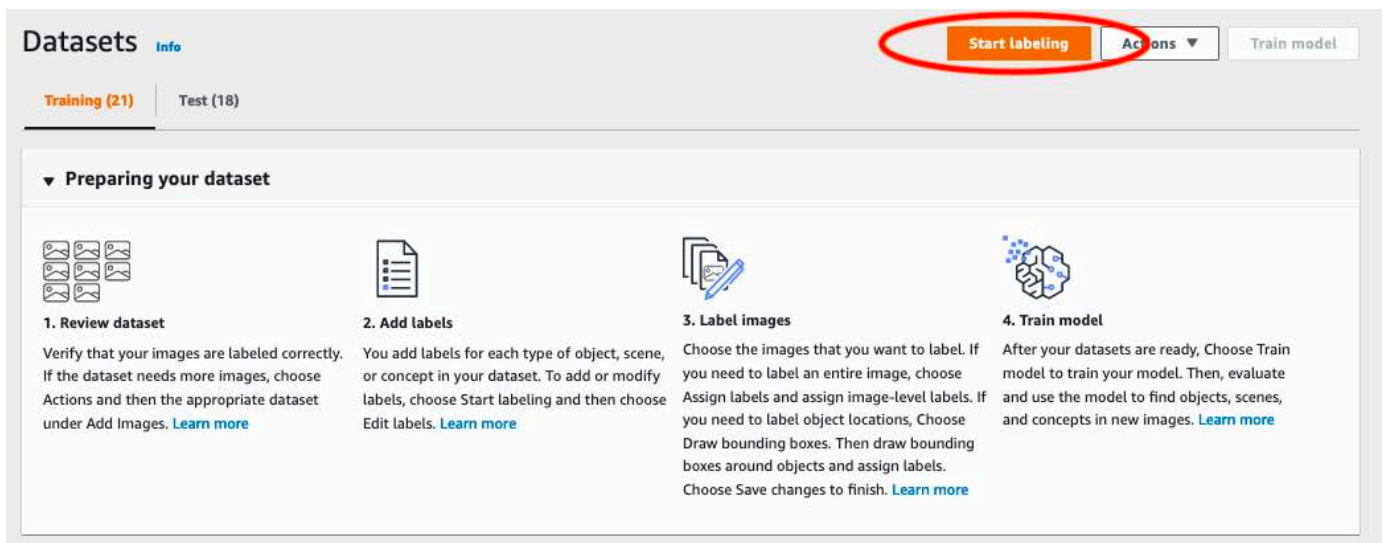 Datasets Info
Start labeling
Actions ▼
Train model
Training (21)
Test (18)
▼ Preparing your dataset
1. Review dataset
Verify that your images are labeled correctly.
If the dataset needs more images, choose
Actions and then the appropriate dataset
under Add Images. Learn more
2. Add labels
You add labels for each type of object, scene,
or concept in your dataset. To add or modify
labels, choose Start labeling and then choose
Edit labels. Learn more
3. Label images
Choose the images that you want to label. If
you need to label an entire image, choose
Assign labels and assign image-level labels. If
you need to label object locations, Choose
Draw bounding boxes. Then draw bounding
boxes around objects and assign labels.
Choose Save changes to finish. Learn more
4. Train model
After your datasets are ready, Choose Train
model to train your model. Then, evaluate
and use the model to find objects, scenes,
and concepts in new images. Learn more